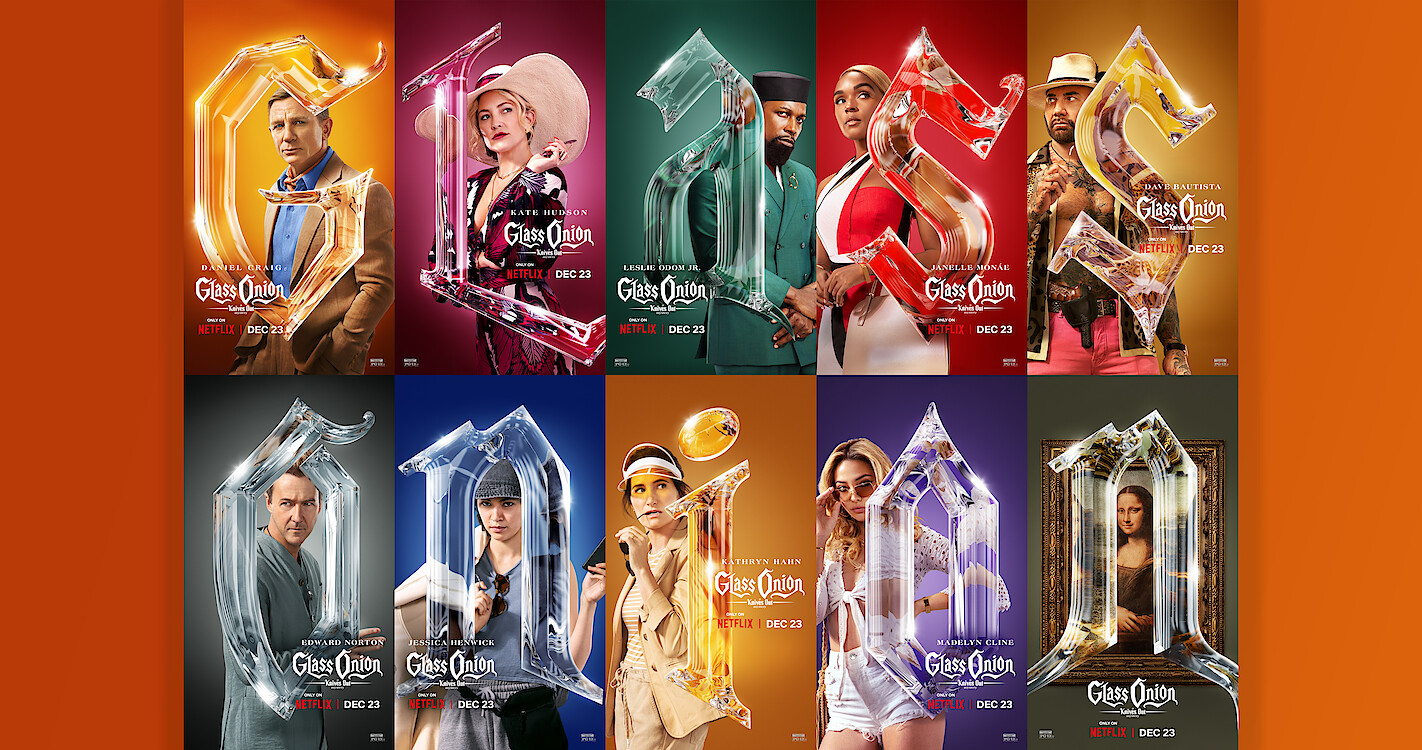 Glass
DANIEL CRAIG
Glass Onion
Knives Out
ONLY ON
NETFLIX | DEC 23
KATE HUDSON
Glass Onion
Knives Out
ONLY ON
NETFLIX | DEC 23
LESLIE ODOM JR.
Glass Onion
Knives Out
ONLY ON
NETFLIX | DEC 23
JANELLE MONÁE
Glass Onion
Knives Out
ONLY ON
NETFLIX | DEC 23
DAVE BAUTISTA
Glass Onion
Knives Out
ONLY ON
NETFLIX | DEC 23
Onion
EDWARD NORTON
Glass Onion
Knives Out
ONLY ON
NETFLIX | DEC 23
JESSICA HENWICK
Glass Onion
Knives Out
ONLY ON
NETFLIX | DEC 23
KATHRYN HAHN
Glass Onion
Knives Out
ONLY ON
NETFLIX | DEC 23
MADELYN CLINE
Glass Onion
Knives Out
ONLY ON
NETFLIX | DEC 23
Glass Onion
Knives Out
ONLY ON
NETFLIX | DEC 23